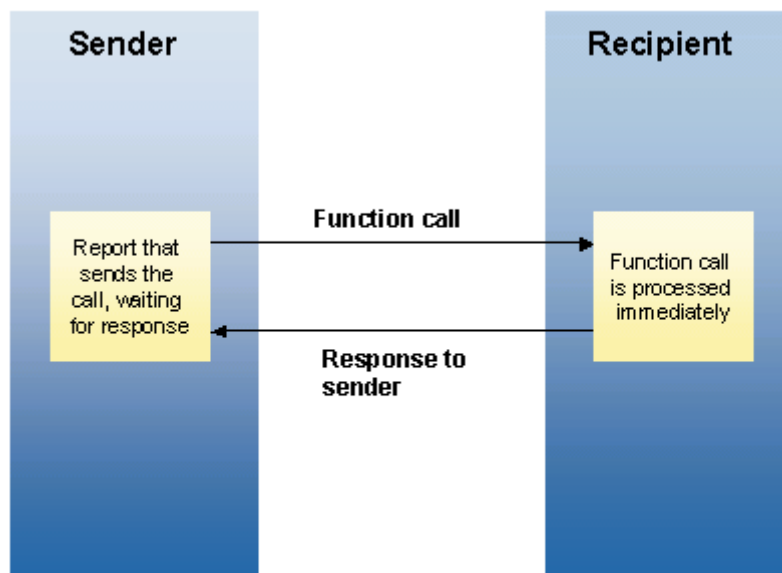 Sender
Recipient
Function call
Report that
sends the
call, waiting
for response
Function call
is processed
immediately
Response to
sender